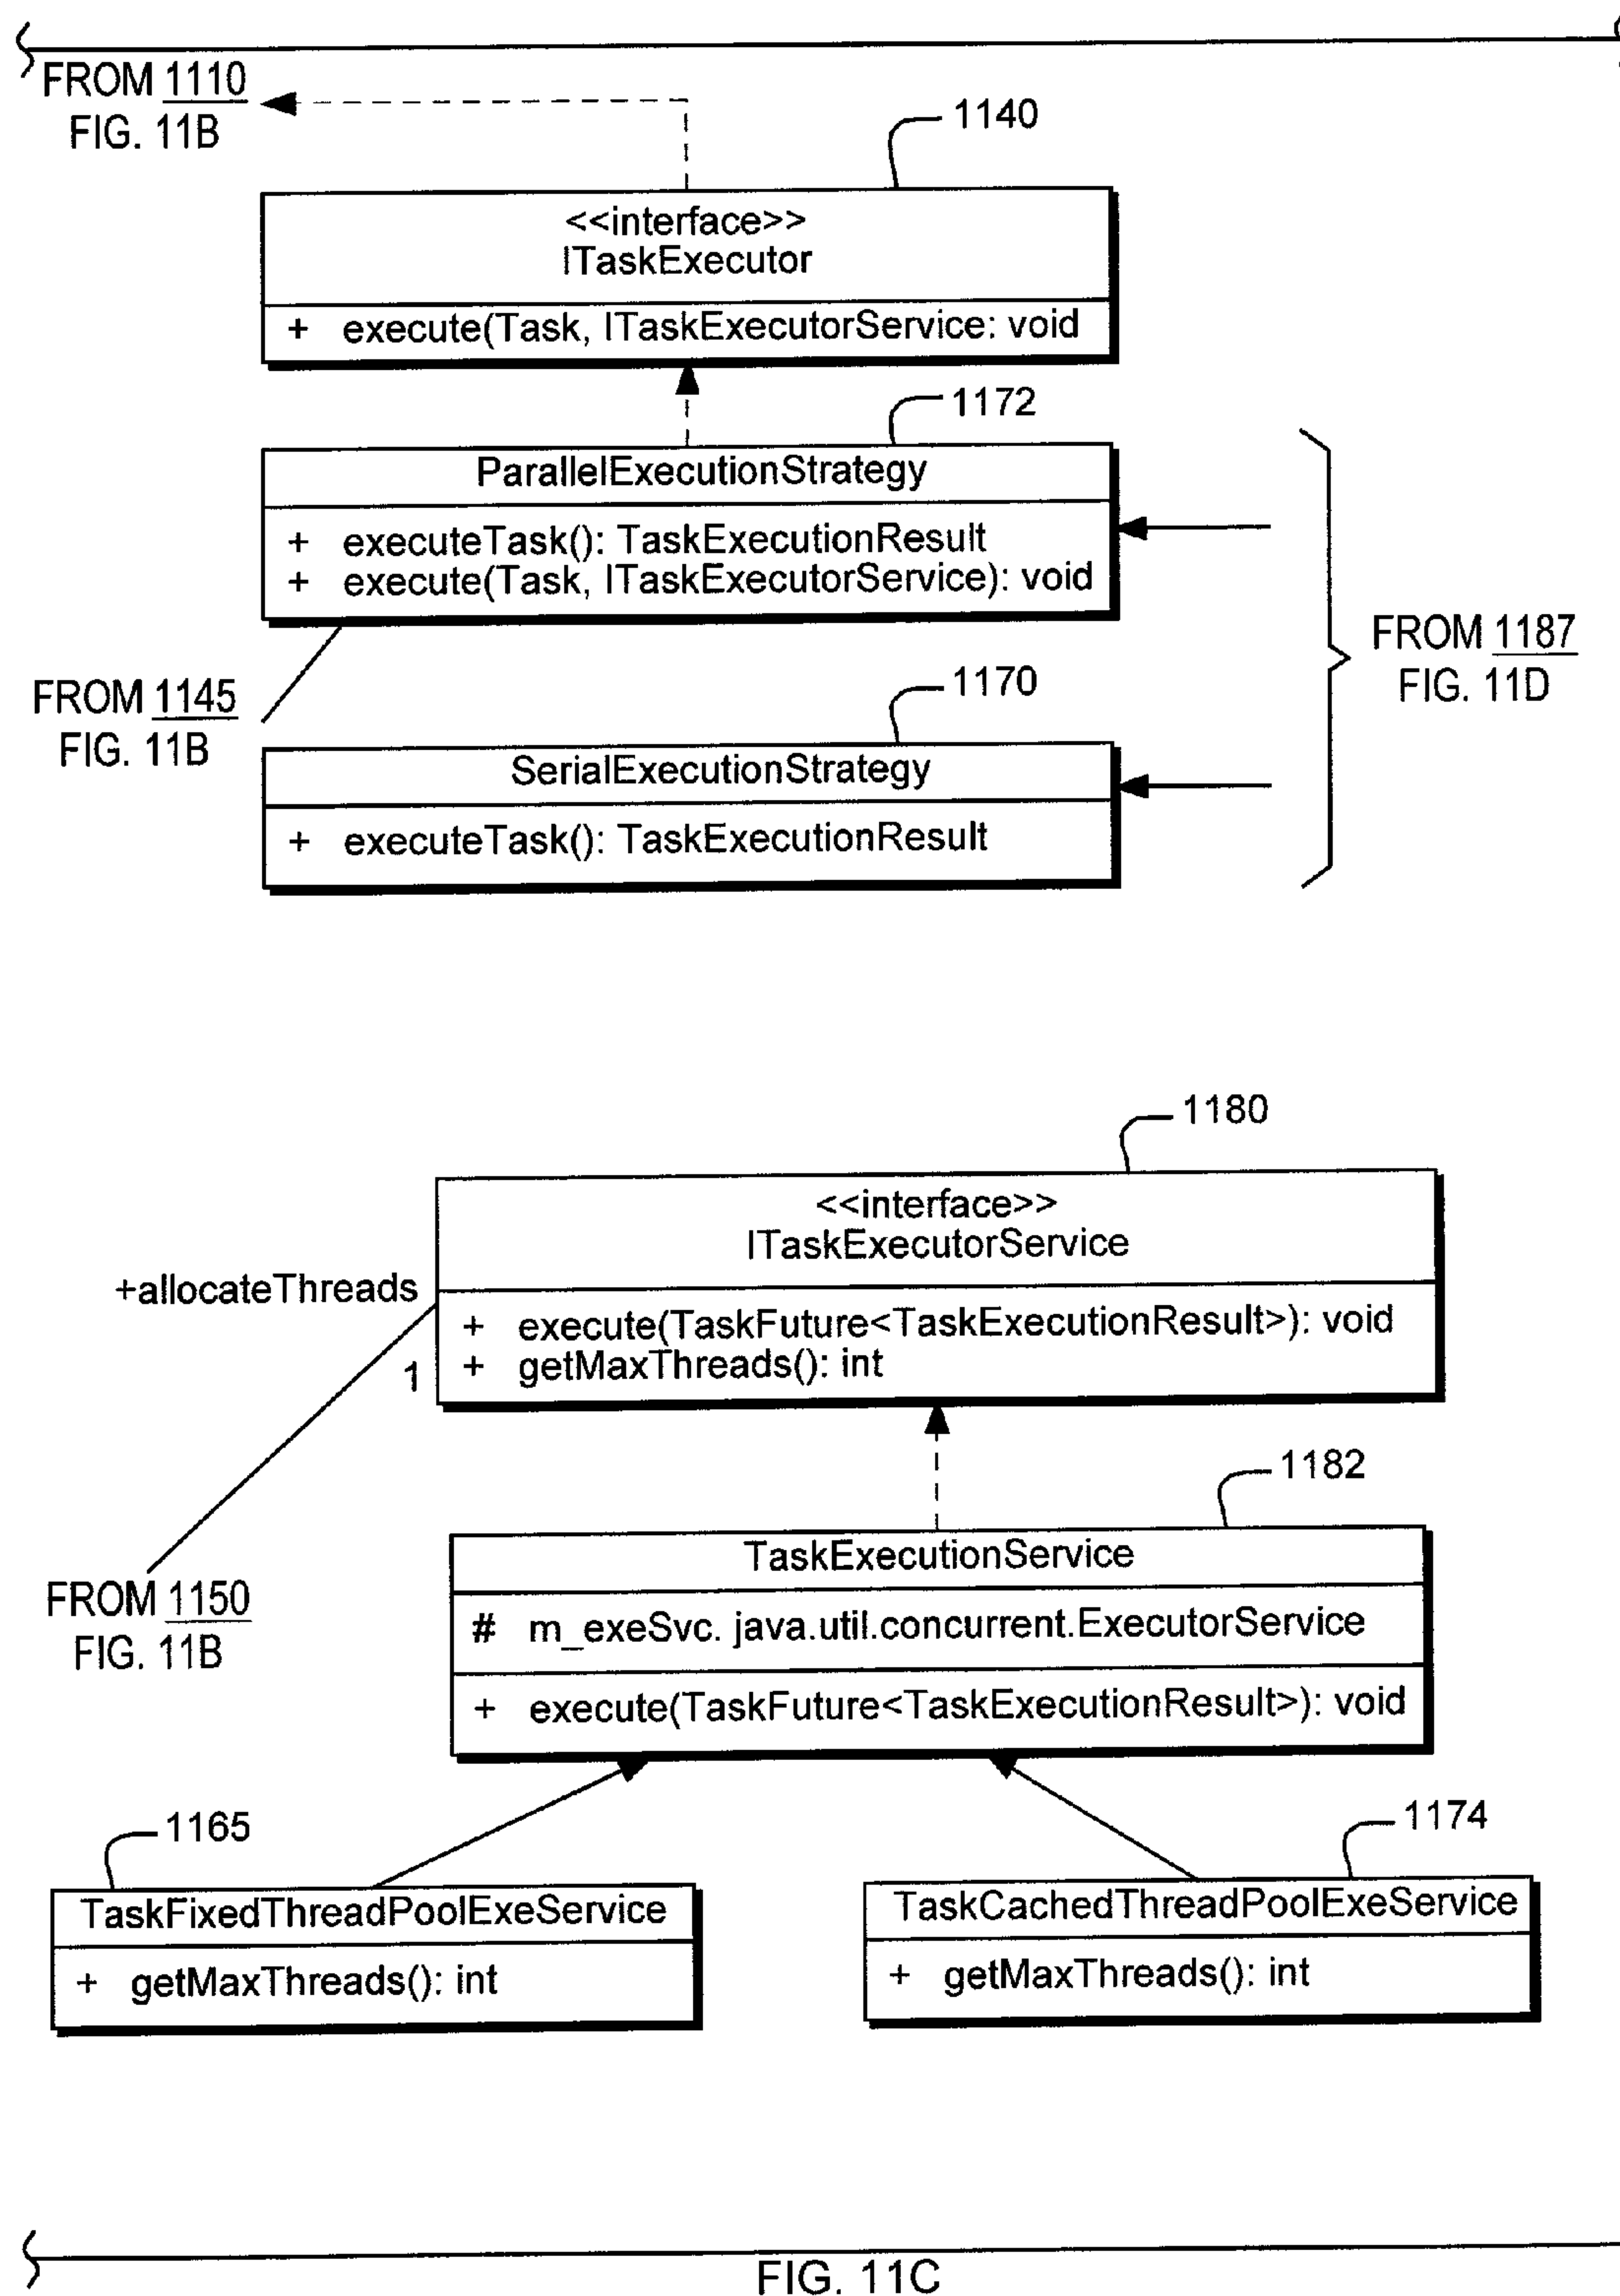 FROM 1110
FIG. 11B
1140
<<interface>>
ITaskExecutor
+ execute(Task, ITaskExecutorService: void
1172
ParallelExecutionStrategy
+ executeTask(): TaskExecutionResult
+ execute(Task, ITaskExecutorService): void
FROM 1187
FIG. 11D
FROM 1145
FIG. 11B
1170
SerialExecutionStrategy
+ executeTask(): TaskExecutionResult
1180
<<interface>>
ITaskExecutorService
+allocateThreads
+ execute(TaskFuture<TaskExecutionResult>): void
1
+ getMaxThreads(): int
1182
TaskExecutionService
FROM 1150
FIG. 11B
# m_exeSvc. java.util.concurrent.ExecutorService
+ execute(TaskFuture<TaskExecutionResult>): void
1165
TaskFixedThreadPoolExeService
+ getMaxThreads(): int
1174
TaskCachedThreadPoolExeService
+ getMaxThreads(): int
FIG. 11C